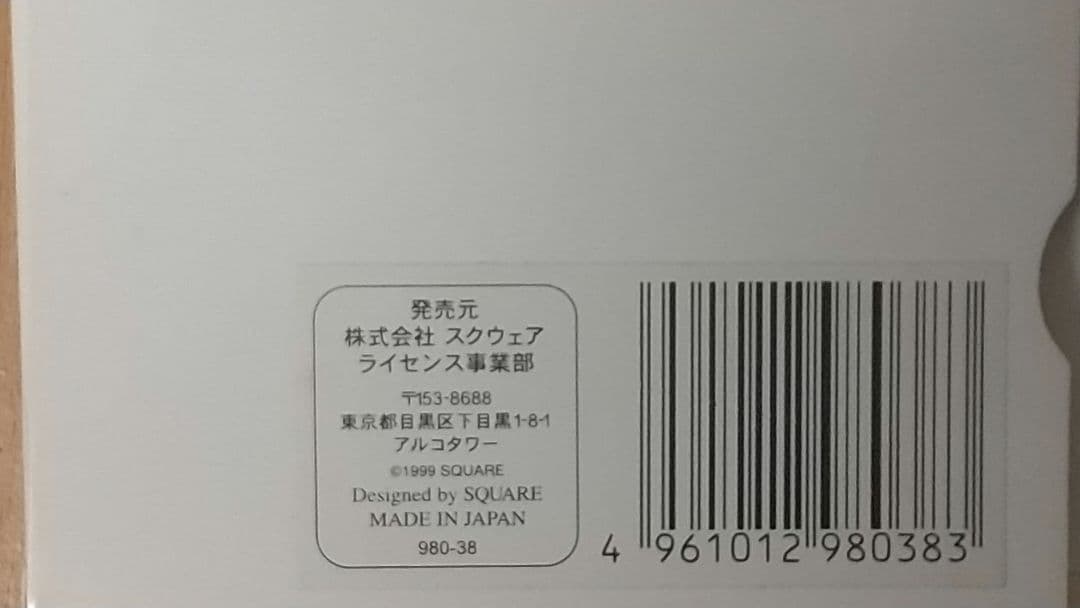 発売元
株式会社 スクウェア
ライセンス事業部
〒153-8688
東京都目黒区下目黒1-8-1
アルコタワー
©1999 SQUARE
Designed by SQUARE
MADE IN JAPAN
980-38
4 961012 980383